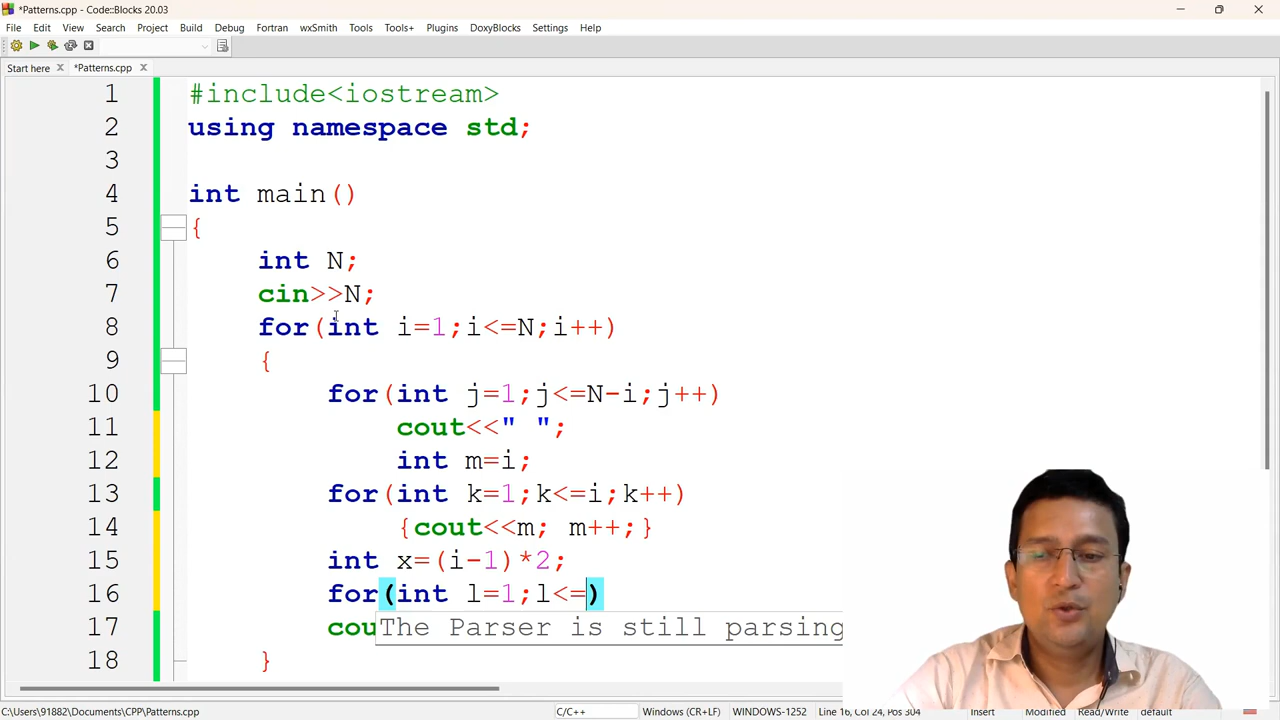 *Patterns.cpp - Code::Blocks 20.03
File Edit View Search Project Build Debug Fortran wxSmith Tools Tools+ Plugins DoxyBlocks Settings Help
Start here *Patterns.cpp
1 #include<iostream>
2 using namespace std;
3
4 int main()
5 {
6 int N;
7 cin>>N;
8 for(int i=1;i<=N;i++)
9 {
10 for(int j=1;j<=N-i;j++)
11 cout<<" ";
12 int m=i;
13 for(int k=1;k<=i;k++)
14 {cout<<m; m++;}
15 int x=(i-1)*2;
16 for(int l=1;l<=)
17 cou The Parser is still parsing
18 }
C:\Users\91882\Documents\CPP\Patterns.cpp C/C++ Windows (CR+LF) WINDOWS-1252 Line 16, Col 24, Pos 304 Insert Modified Read/Write default